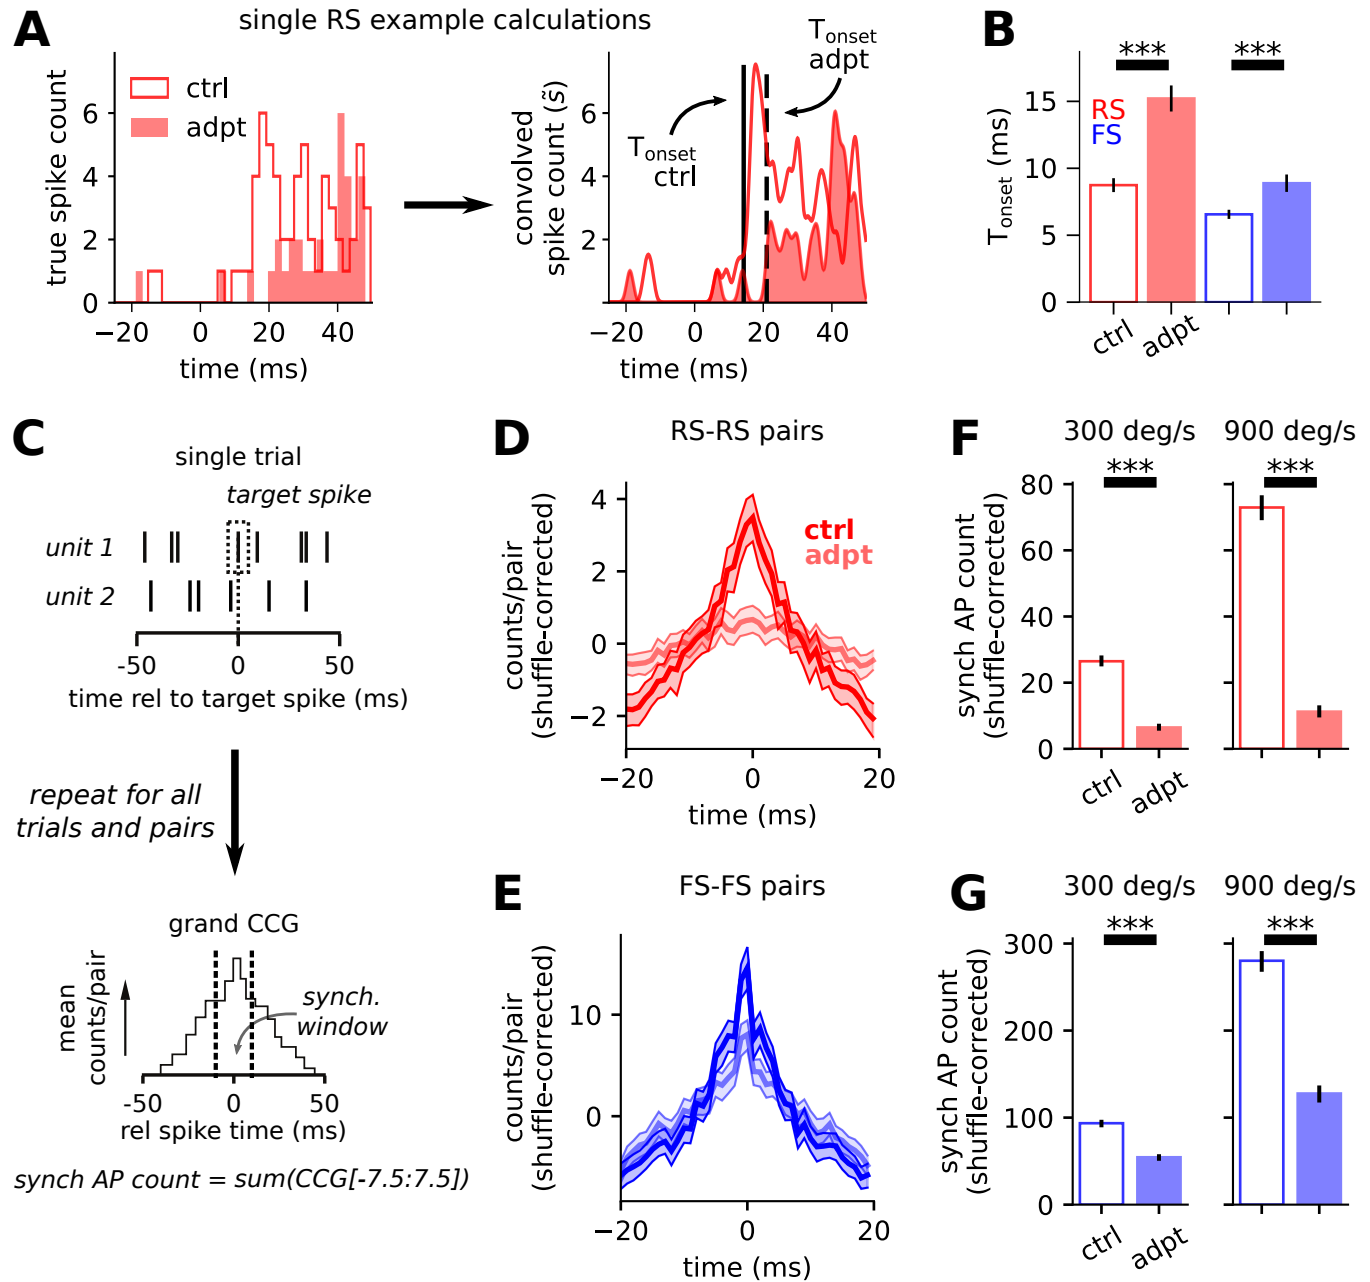 A
single RS example calculations
true spike count
6
4
2
0
ctrl
adpt
−20 0 20 40
time (ms)
convolved
spike count (s̃)
6
4
2
0
T onset
ctrl
T onset
adpt
−20 0 20 40
time (ms)
B
***
***
T onset (ms)
15
10
5
0
RS
FS
ctrl
adpt
C
single trial
target spike
unit 1
unit 2
-50 0 50
time rel to target spike (ms)
repeat for all
trials and pairs
grand CCG
mean
counts/pair
synch.
window
-50 0 50
rel spike time (ms)
synch AP count = sum(CCG[-7.5:7.5])
D
RS-RS pairs
counts/pair
(shuffle-corrected)
4
2
0
−2
ctrl
adpt
−20 0 20
time (ms)
E
FS-FS pairs
counts/pair
(shuffle-corrected)
10
0
−20 0 20
time (ms)
F
300 deg/s
900 deg/s
***
***
synch AP count
(shuffle-corrected)
80
60
40
20
0
ctrl
adpt
G
300 deg/s
900 deg/s
***
***
synch AP count
(shuffle-corrected)
300
200
100
0
ctrl
adpt